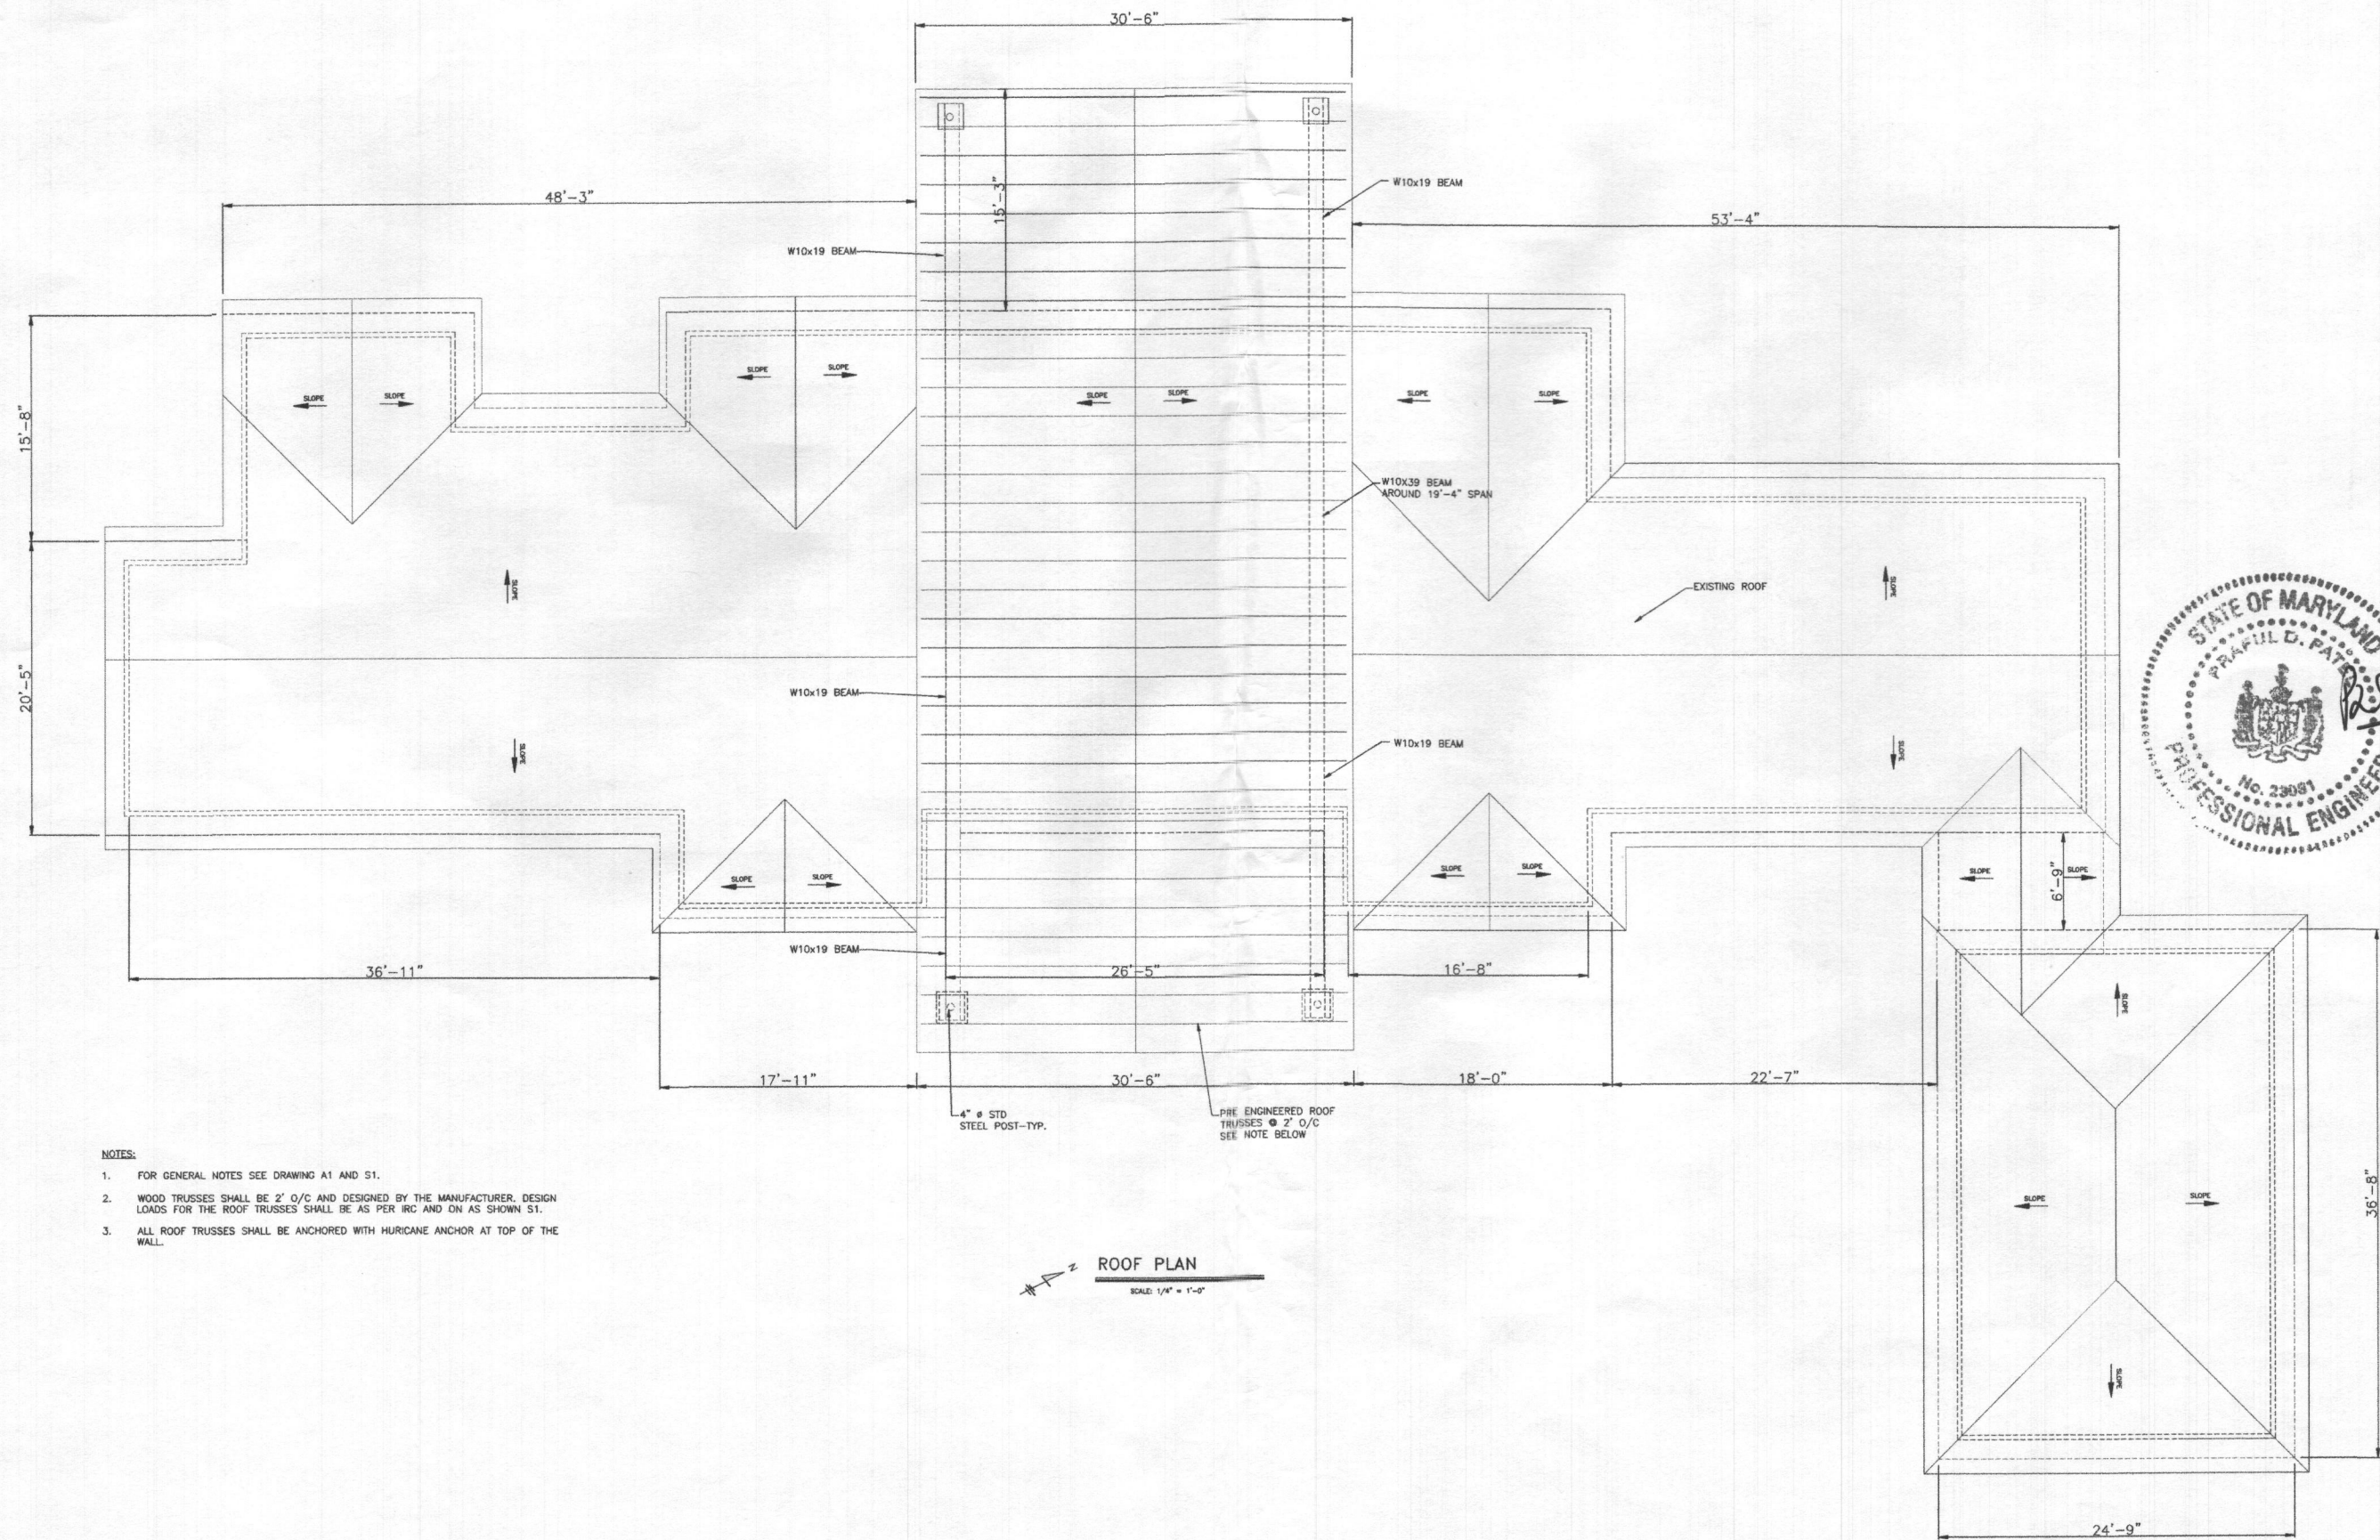 30'-6"
48'-3"
15'-3"
W10x19 BEAM
53'-4"
W10x19 BEAM
15'-8"
SLOPE
SLOPE
SLOPE
SLOPE
SLOPE
SLOPE
SLOPE
SLOPE
W10X39 BEAM
AROUND 19'-4" SPAN
SLOPE
EXISTING ROOF
SLOPE
STATE OF MARYLAND
PRAFUL D. PATE
No. 23081
PROFESSIONAL ENGINEER
20'-5"
W10x19 BEAM
SLOPE
W10x19 BEAM
SLOPE
SLOPE
SLOPE
SLOPE
SLOPE
SLOPE
6'-9"
SLOPE
W10x19 BEAM
36'-11"
26'-5"
16'-8"
SLOPE
17'-11"
30'-6"
18'-0"
22'-7"
4" ø STD
STEEL POST-TYP.
PRE ENGINEERED ROOF
TRUSSES @ 2' O/C
SEE NOTE BELOW
NOTES:
1. FOR GENERAL NOTES SEE DRAWING A1 AND S1.
2. WOOD TRUSSES SHALL BE 2' O/C AND DESIGNED BY THE MANUFACTURER. DESIGN
LOADS FOR THE ROOF TRUSSES SHALL BE AS PER IRC AND ON AS SHOWN S1.
3. ALL ROOF TRUSSES SHALL BE ANCHORED WITH HURICANE ANCHOR AT TOP OF THE
WALL.
SLOPE
SLOPE
36'-8"
N
ROOF PLAN
SCALE: 1/4" = 1'-0"
SLOPE
24'-9"